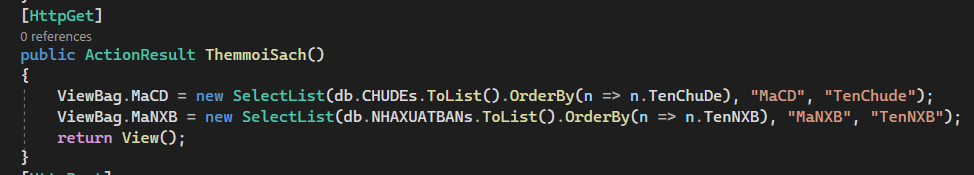 [HttpGet]
0 references
public ActionResult ThemmoiSach()
{
ViewBag.MaCD = new SelectList(db.CHUDEs.ToList().OrderBy(n => n.TenChuDe), "MaCD", "TenChude");
ViewBag.MaNXB = new SelectList(db.NHAXUATBANs.ToList().OrderBy(n => n.TenNXB), "MaNXB", "TenNXB");
return View();
}